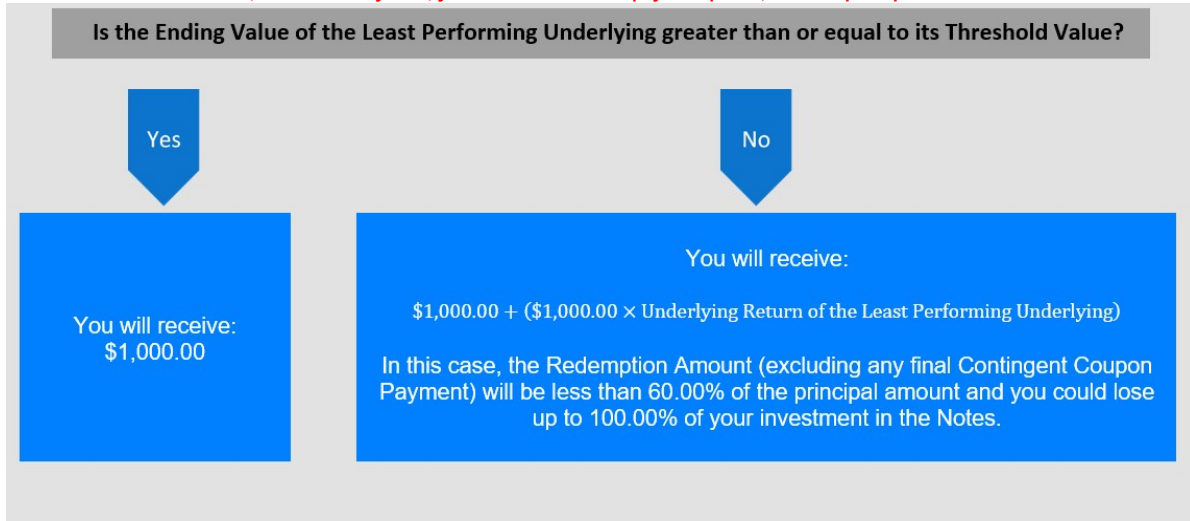 Is the Ending Value of the Least Performing Underlying greater than or equal to its Threshold Value?
Yes
No
You will receive:
$1,000.00
You will receive:
$1,000.00 + ($1,000.00 × Underlying Return of the Least Performing Underlying)
In this case, the Redemption Amount (excluding any final Contingent Coupon
Payment) will be less than 60.00% of the principal amount and you could lose
up to 100.00% of your investment in the Notes.